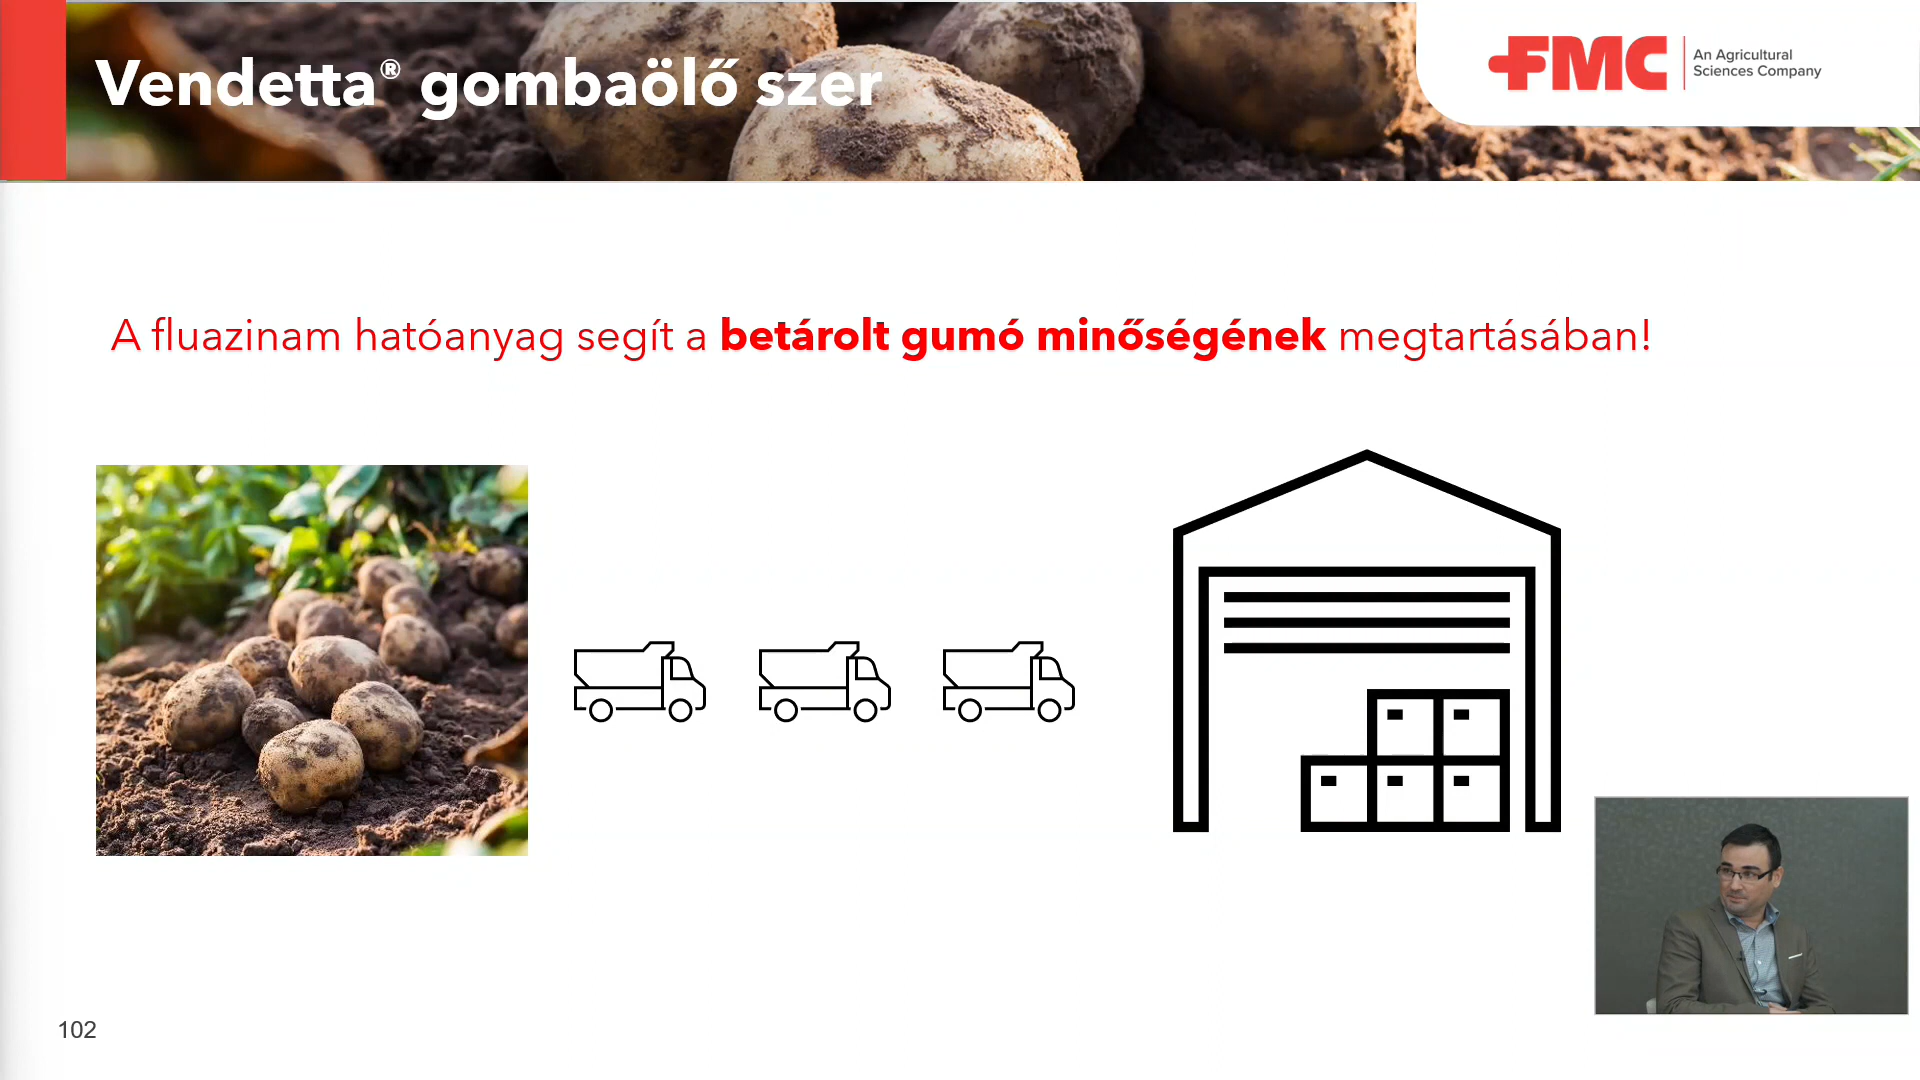 Vendetta® gombaölő szer
FMC
An Agricultural
Sciences Company
A fluazinam hatóanyag segít a betárolt gumó minőségének megtartásában!
102